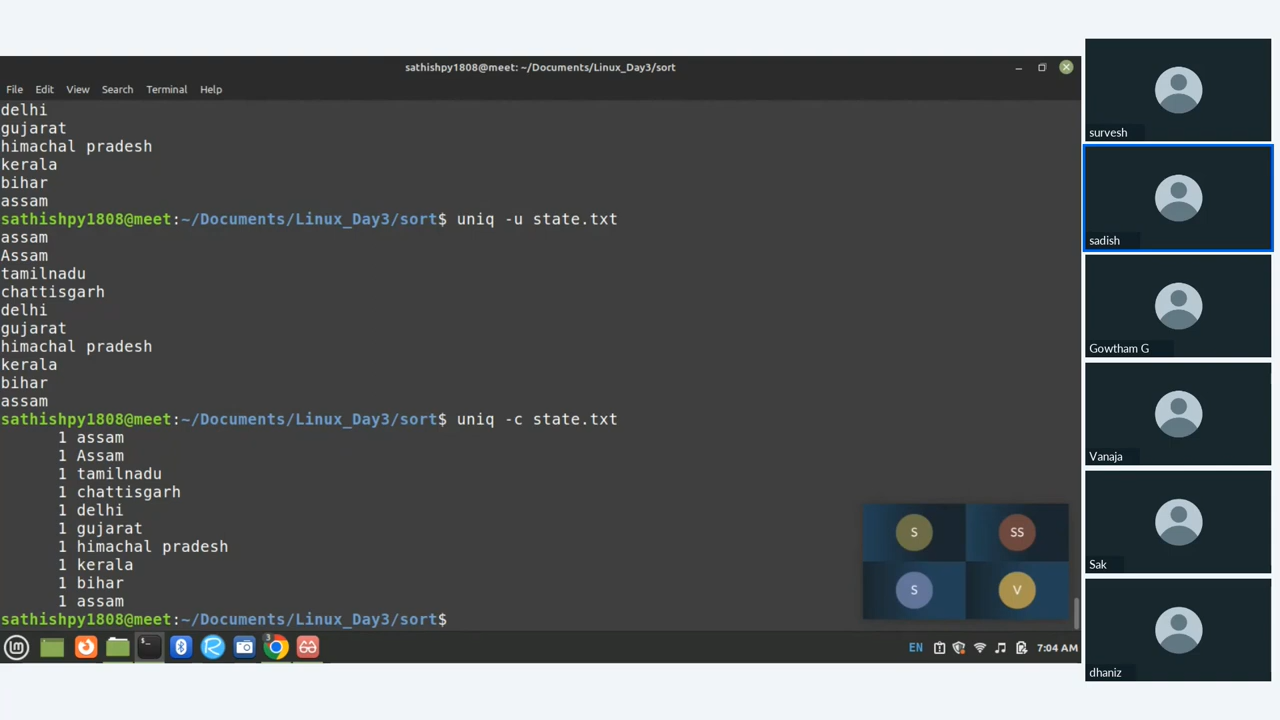 sathishpy1808@meet: ~/Documents/Linux_Day3/sort
File Edit View Search Terminal Help
delhi
gujarat
himachal pradesh
kerala
bihar
assam
sathishpy1808@meet:~/Documents/Linux_Day3/sort$ uniq -u state.txt
assam
Assam
tamilnadu
chattisgarh
delhi
gujarat
himachal pradesh
kerala
bihar
assam
sathishpy1808@meet:~/Documents/Linux_Day3/sort$ uniq -c state.txt
1 assam
1 Assam
1 tamilnadu
1 chattisgarh
1 delhi
1 gujarat
1 himachal pradesh
1 kerala
1 bihar
1 assam
sathishpy1808@meet:~/Documents/Linux_Day3/sort$
S SS
S V
3
EN 7:04 AM
survesh
sadish
Gowtham G
Vanaja
Sak
dhaniz